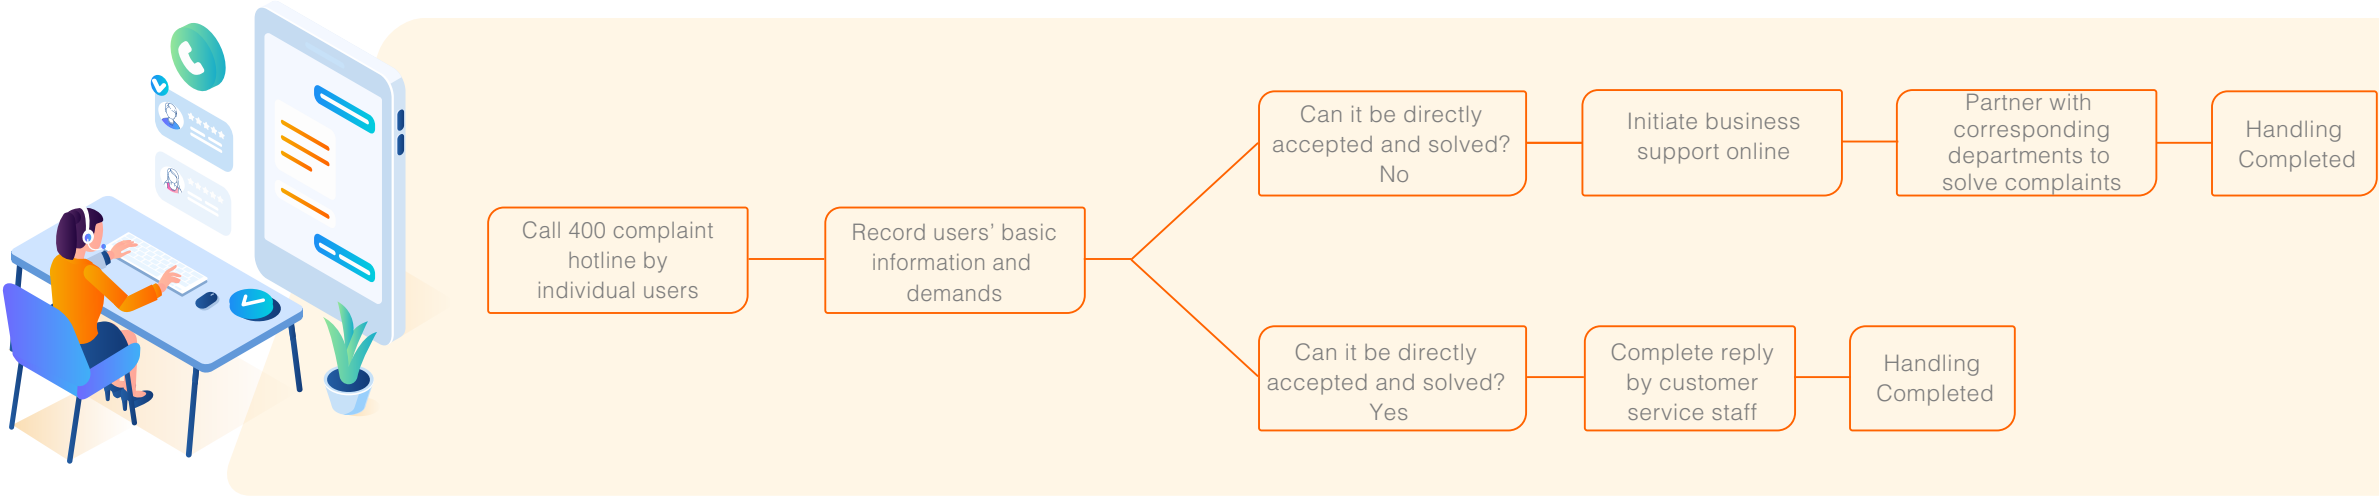 Call 400 complaint
hotline by
individual users
Record users’ basic
information and
demands
Can it be directly
accepted and solved?
No
Initiate business
support online
Partner with
corresponding
departments to
solve complaints
Handling
Completed
Can it be directly
accepted and solved?
Yes
Complete reply
by customer
service staff
Handling
Completed